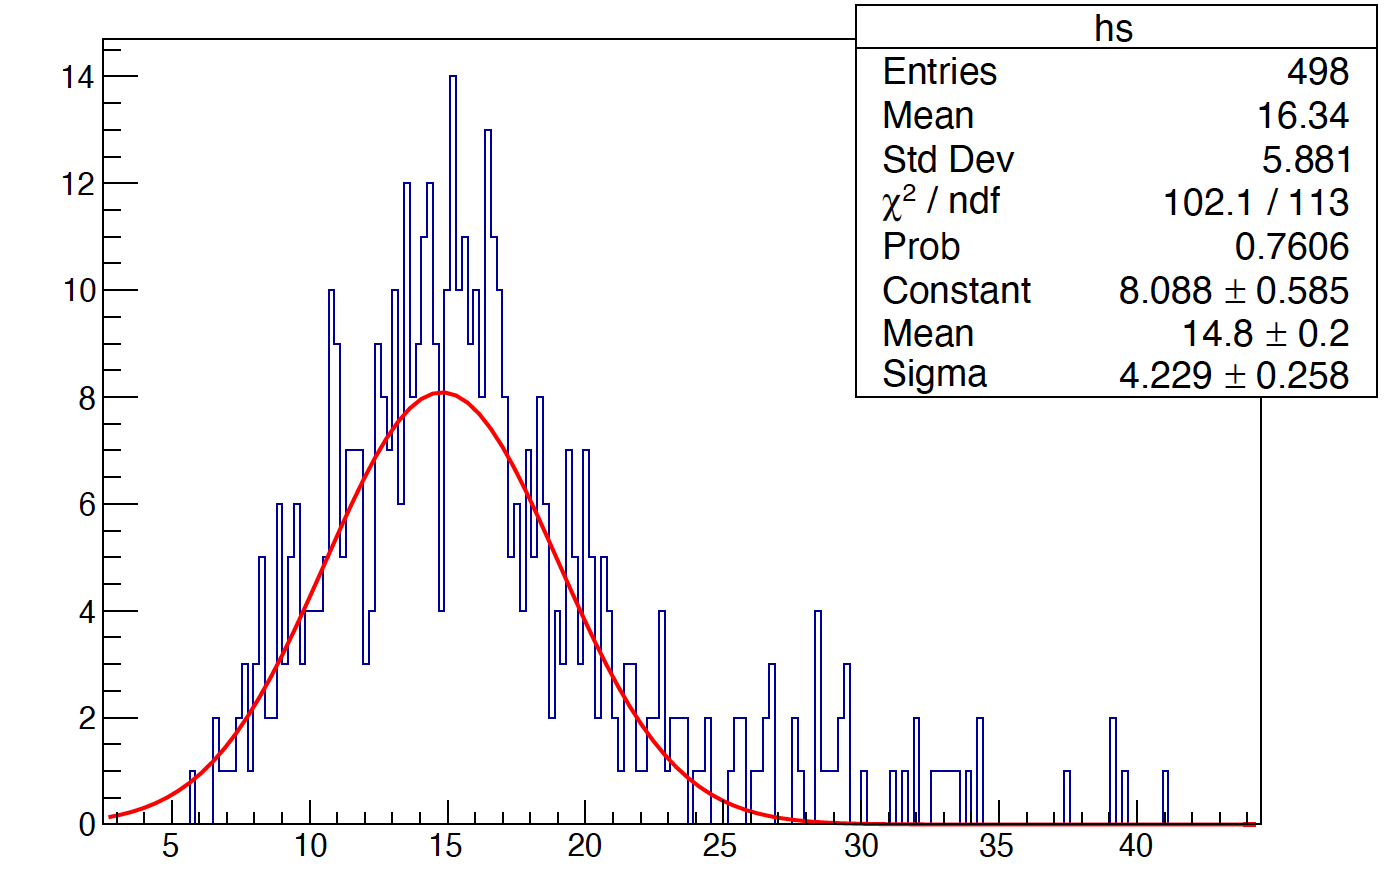 hs
Entries 498
Mean 16.34
Std Dev 5.881
χ² / ndf 102.1 / 113
Prob 0.7606
Constant 8.088 ± 0.585
Mean 14.8 ± 0.2
Sigma 4.229 ± 0.258
14
12
10
8
6
4
2
0
5 10 15 20 25 30 35 40